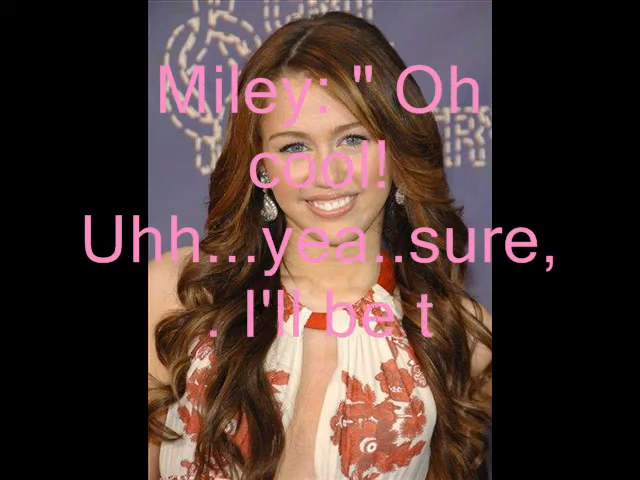 Miley: " Oh
cool!
Uhh...yea..sure,
. I'll be t